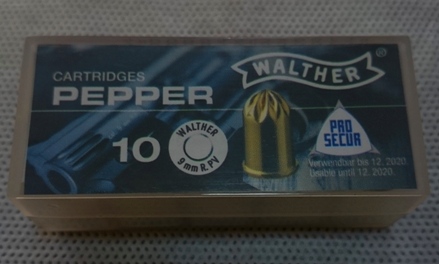 CARTRIDGES
PEPPER
WALTHER®
10
WALTHER
9 mm R. PV
PRO
SECUR
Verwendbar bis 12. 2020.
Usable until 12. 2020.